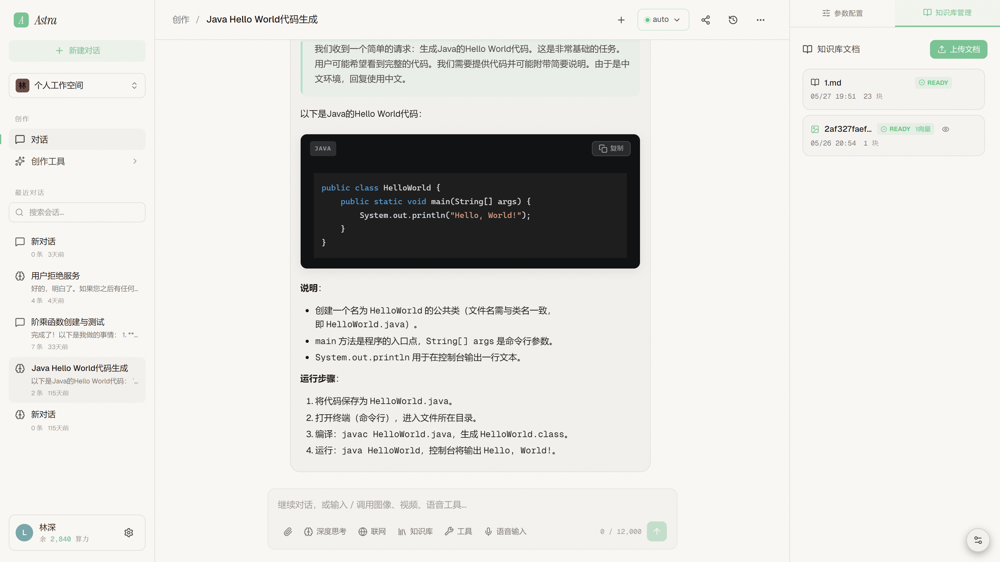 A Astra
新建对话
林 个人工作空间
创作
对话
创作工具
最近对话
搜索会话...
新对话
0 条 3天前
用户拒绝服务
好的，明白了。如果您之后有任何...
4 条 4天前
阶乘函数创建与测试
完成了！以下是我做的事情： 1. **...
7 条 33天前
Java Hello World代码生成
以下是Java的Hello World代码： `...
2 条 115天前
新对话
0 条 115天前
L 林深
余 2,840 算力
创作 / Java Hello World代码生成
auto
我们收到一个简单的请求：生成Java的Hello World代码。这是非常基础的任务。
用户可能希望看到完整的代码。我们需要提供代码并可能附带简要说明。由于是中
文环境，回复使用中文。
以下是Java的Hello World代码：
JAVA 复制
public class HelloWorld {
    public static void main(String[] args) {
        System.out.println("Hello, World!");
    }
}
说明：
创建一个名为 HelloWorld 的公共类（文件名需与类名一致，
即 HelloWorld.java）。
main 方法是程序的入口点，String[] args 是命令行参数。
System.out.println 用于在控制台输出一行文本。
运行步骤：
1. 将代码保存为 HelloWorld.java。
2. 打开终端（命令行），进入文件所在目录。
3. 编译：javac HelloWorld.java，生成 HelloWorld.class。
4. 运行：java HelloWorld，控制台将输出 Hello, World!。
继续对话，或输入 / 调用图像、视频、语音工具...
深度思考 联网 知识库 工具 语音输入 0 / 12,000
参数配置 知识库管理
知识库文档 上传文档
1.md READY
05/27 19:51 23 块
2af327faef... READY 1向量
05/26 20:54 1 块